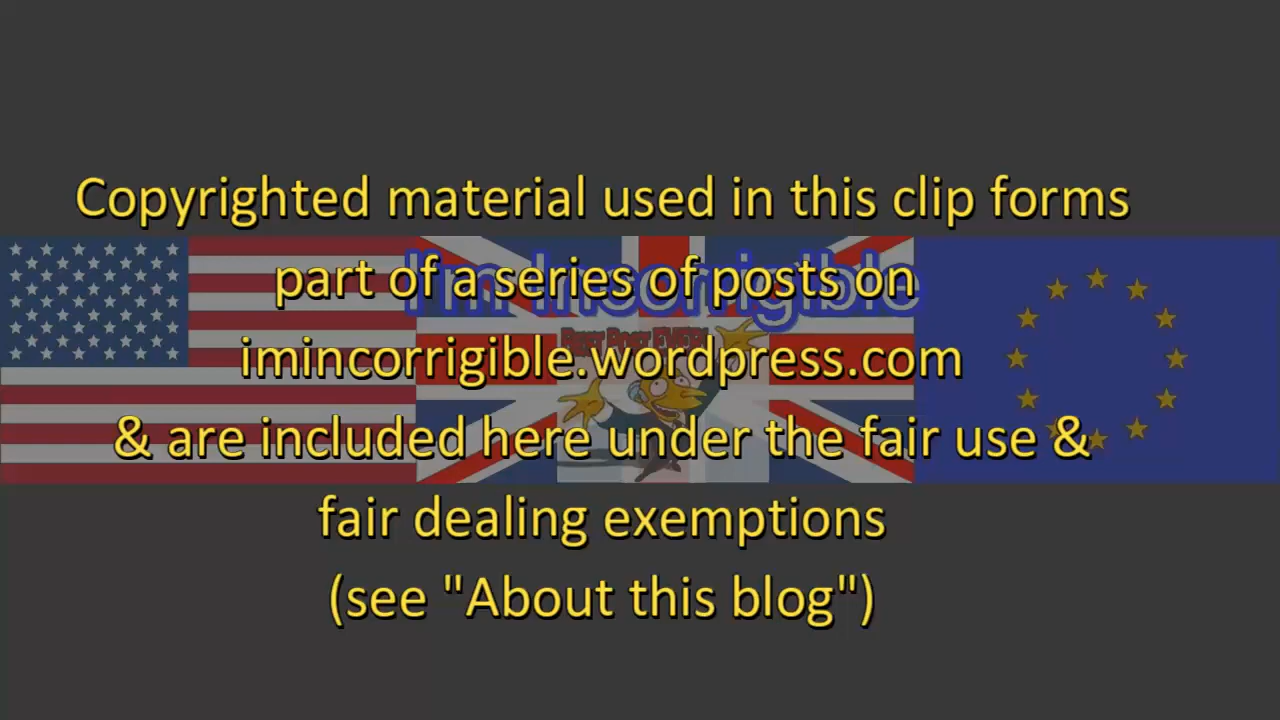 Copyrighted material used in this clip forms
part of a series of posts on
I'm Incorrigible
imincorrigible.wordpress.com
& are included here under the fair use &
fair dealing exemptions
(see "About this blog")